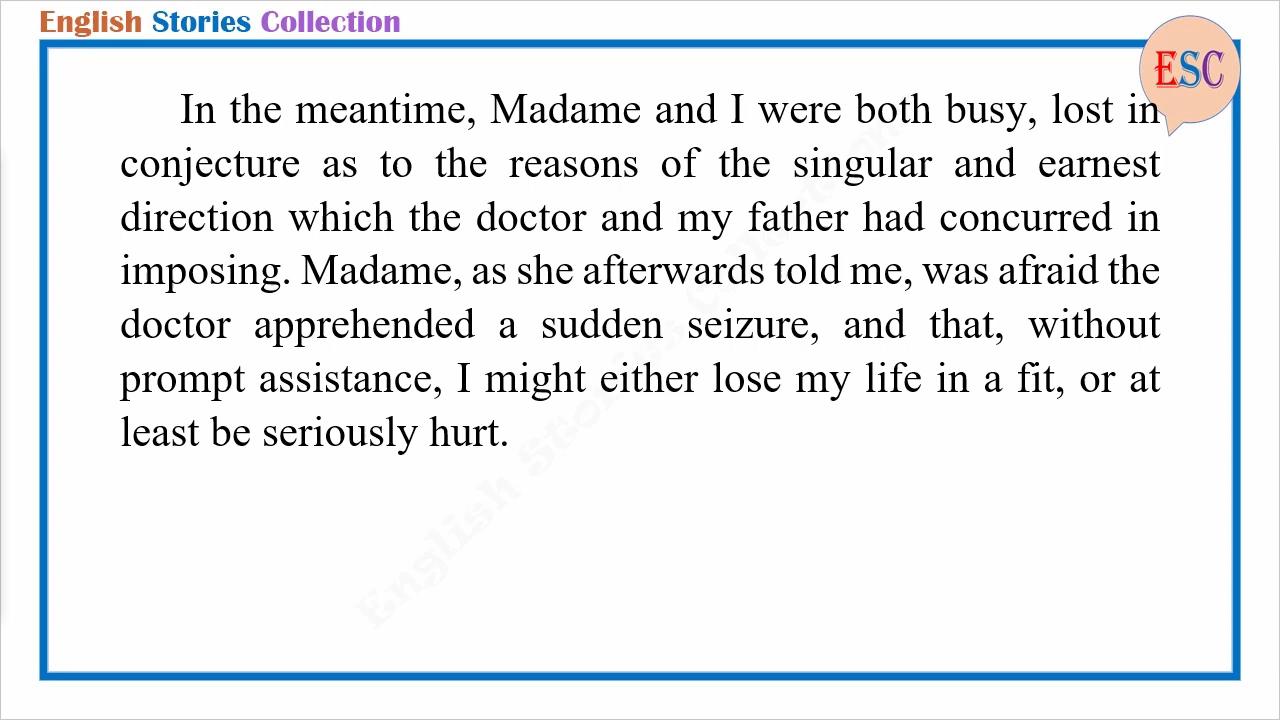 English Stories Collection
ESC
In the meantime, Madame and I were both busy, lost in
conjecture as to the reasons of the singular and earnest
direction which the doctor and my father had concurred in
imposing. Madame, as she afterwards told me, was afraid the
doctor apprehended a sudden seizure, and that, without
prompt assistance, I might either lose my life in a fit, or at
least be seriously hurt.
English Stories Collection